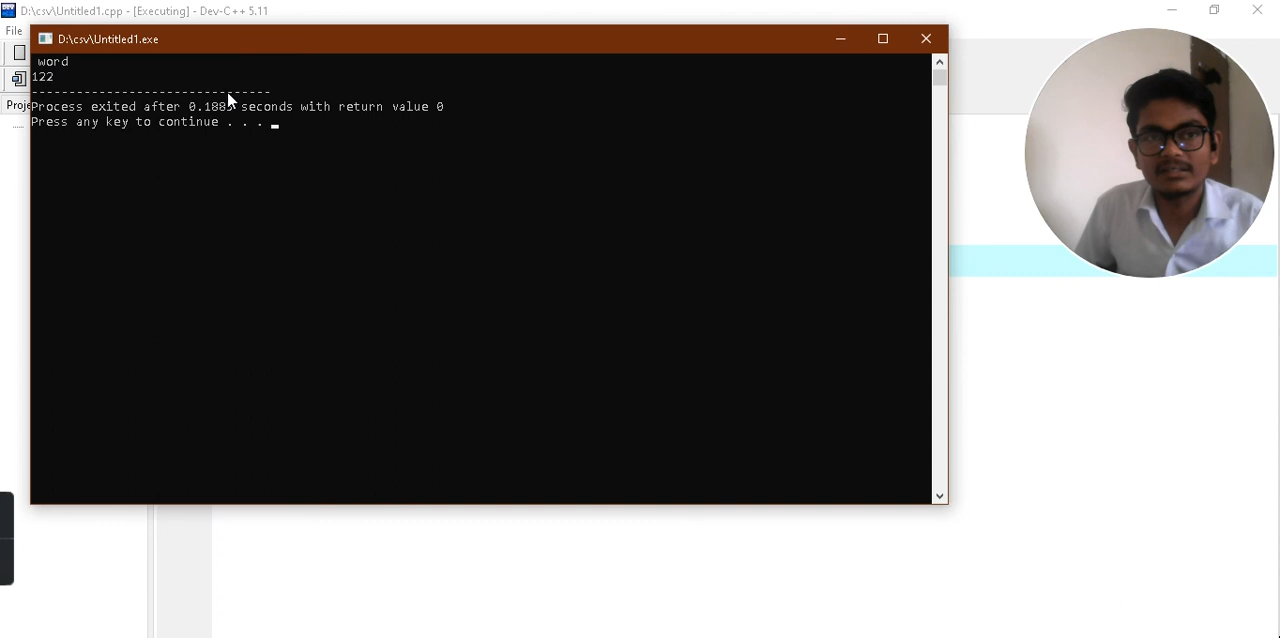 D:\csv\Untitled1.cpp - [Executing] - Dev-C++ 5.11
File
D:\csv\Untitled1.exe
word
122
--------------------------------
Process exited after 0.1885 seconds with return value 0
Press any key to continue . . .